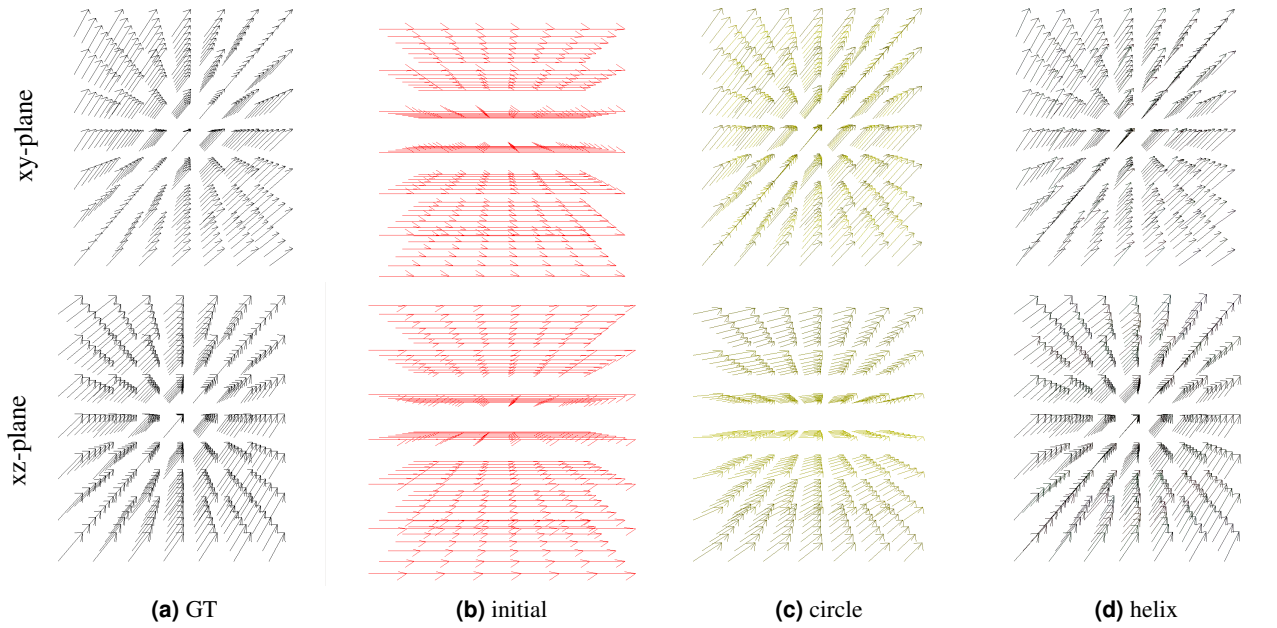 xy-plane
xz-plane
(a) GT
(b) initial
(c) circle
(d) helix